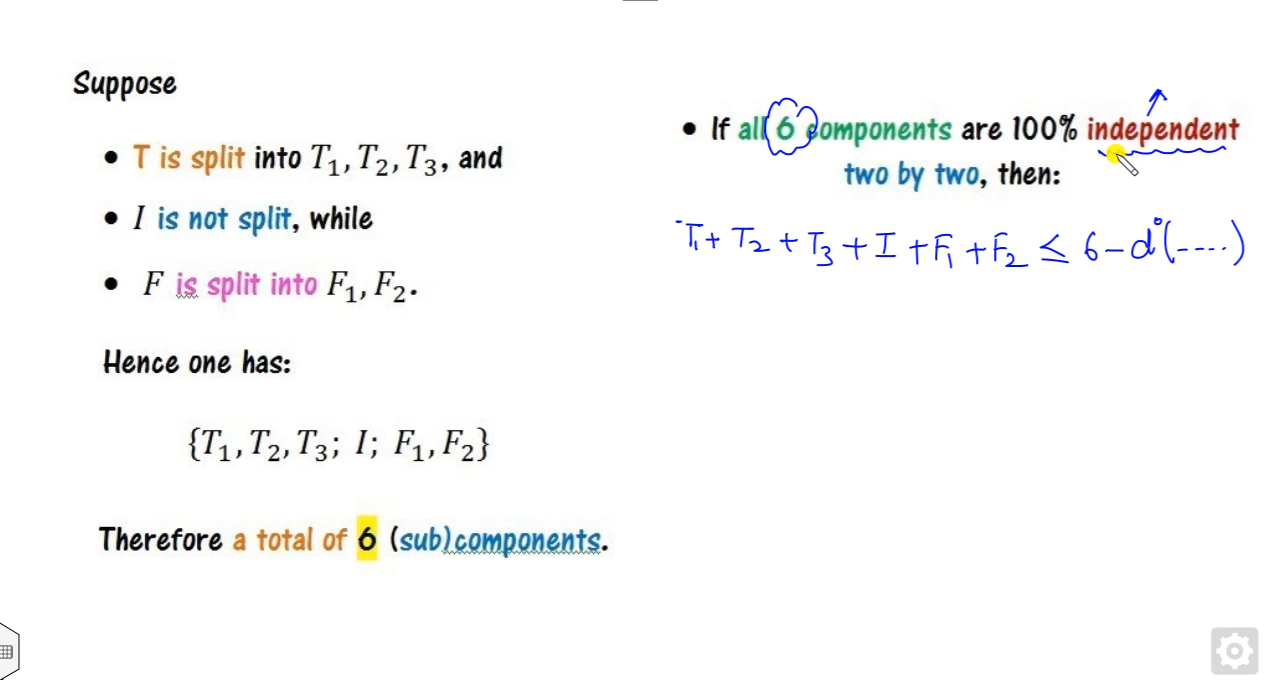 Suppose
• T is split into T₁, T₂, T₃, and
• I is not split, while
• F is split into F₁, F₂.
Hence one has:
{T₁, T₂, T₃; I; F₁, F₂}
Therefore a total of 6 (sub)components.
• If all 6 components are 100% independent
two by two, then:
T₁ + T₂ + T₃ + I + F₁ + F₂ ≤ 6 - d°(----)